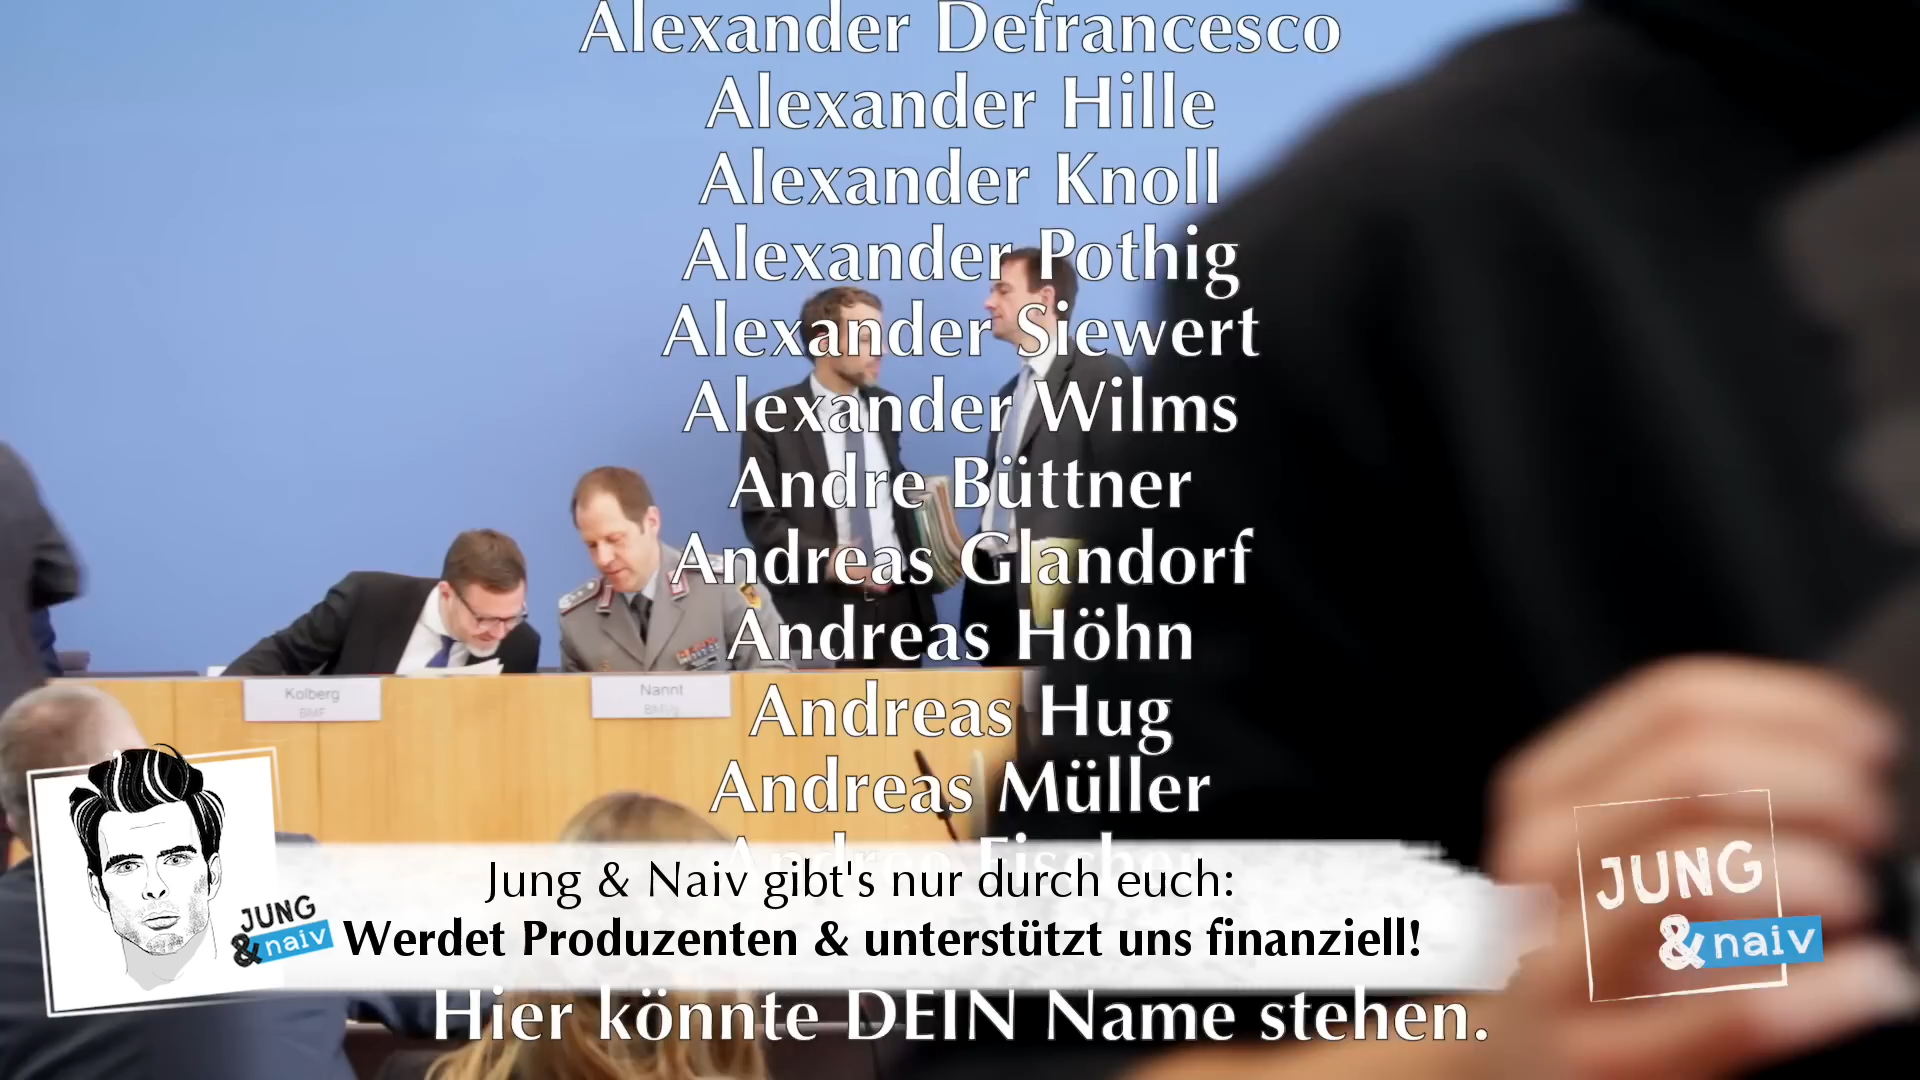 Alexander Defrancesco
Alexander Hille
Alexander Knoll
Alexander Pothig
Alexander Siewert
Alexander Wilms
Andre Büttner
Andreas Glandorf
Andreas Höhn
Andreas Hug
Andreas Müller
Kolberg
BMF
Nannt
BMVg
Jung & Naiv gibt's nur durch euch:
Werdet Produzenten & unterstützt uns finanziell!
JUNG
& naiv
JUNG
& naiv
Hier könnte DEIN Name stehen.